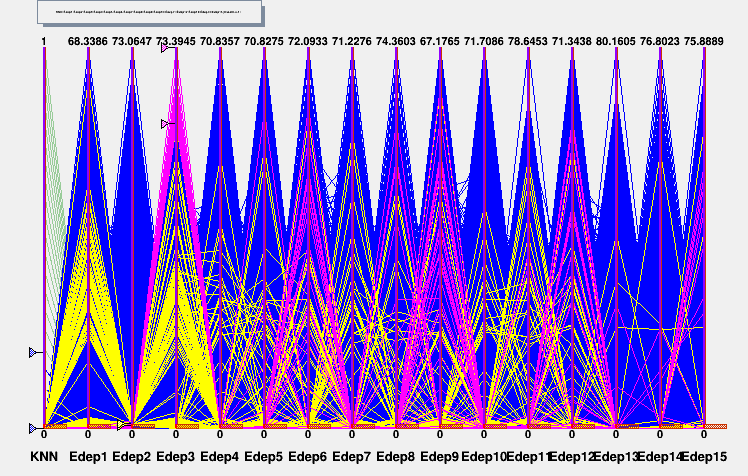 1 68.3386 73.0647 73.3945 70.8357 70.8275 72.0933 71.2276 74.3603 67.1765 71.7086 78.6453 71.3438 80.1605 76.8023 75.8889
0 0 0 0 0 0 0 0 0 0 0 0 0 0 0 0
KNN Edep1 Edep2 Edep3 Edep4 Edep5 Edep6 Edep7 Edep8 Edep9 Edep10 Edep11 Edep12 Edep13 Edep14 Edep15